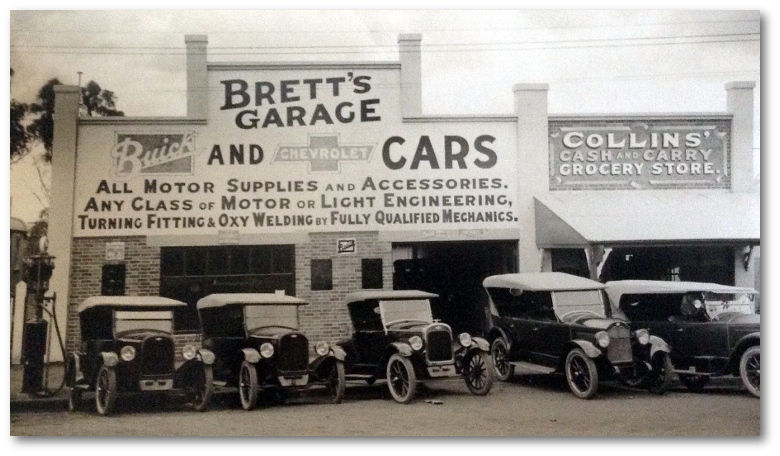 BRETT'S
GARAGE
Buick AND CHEVROLET CARS
ALL MOTOR SUPPLIES AND ACCESSORIES.
ANY CLASS OF MOTOR OR LIGHT ENGINEERING,
TURNING FITTING & OXY WELDING BY FULLY QUALIFIED MECHANICS.
COLLINS'
CASH AND CARRY
GROCERY STORE.